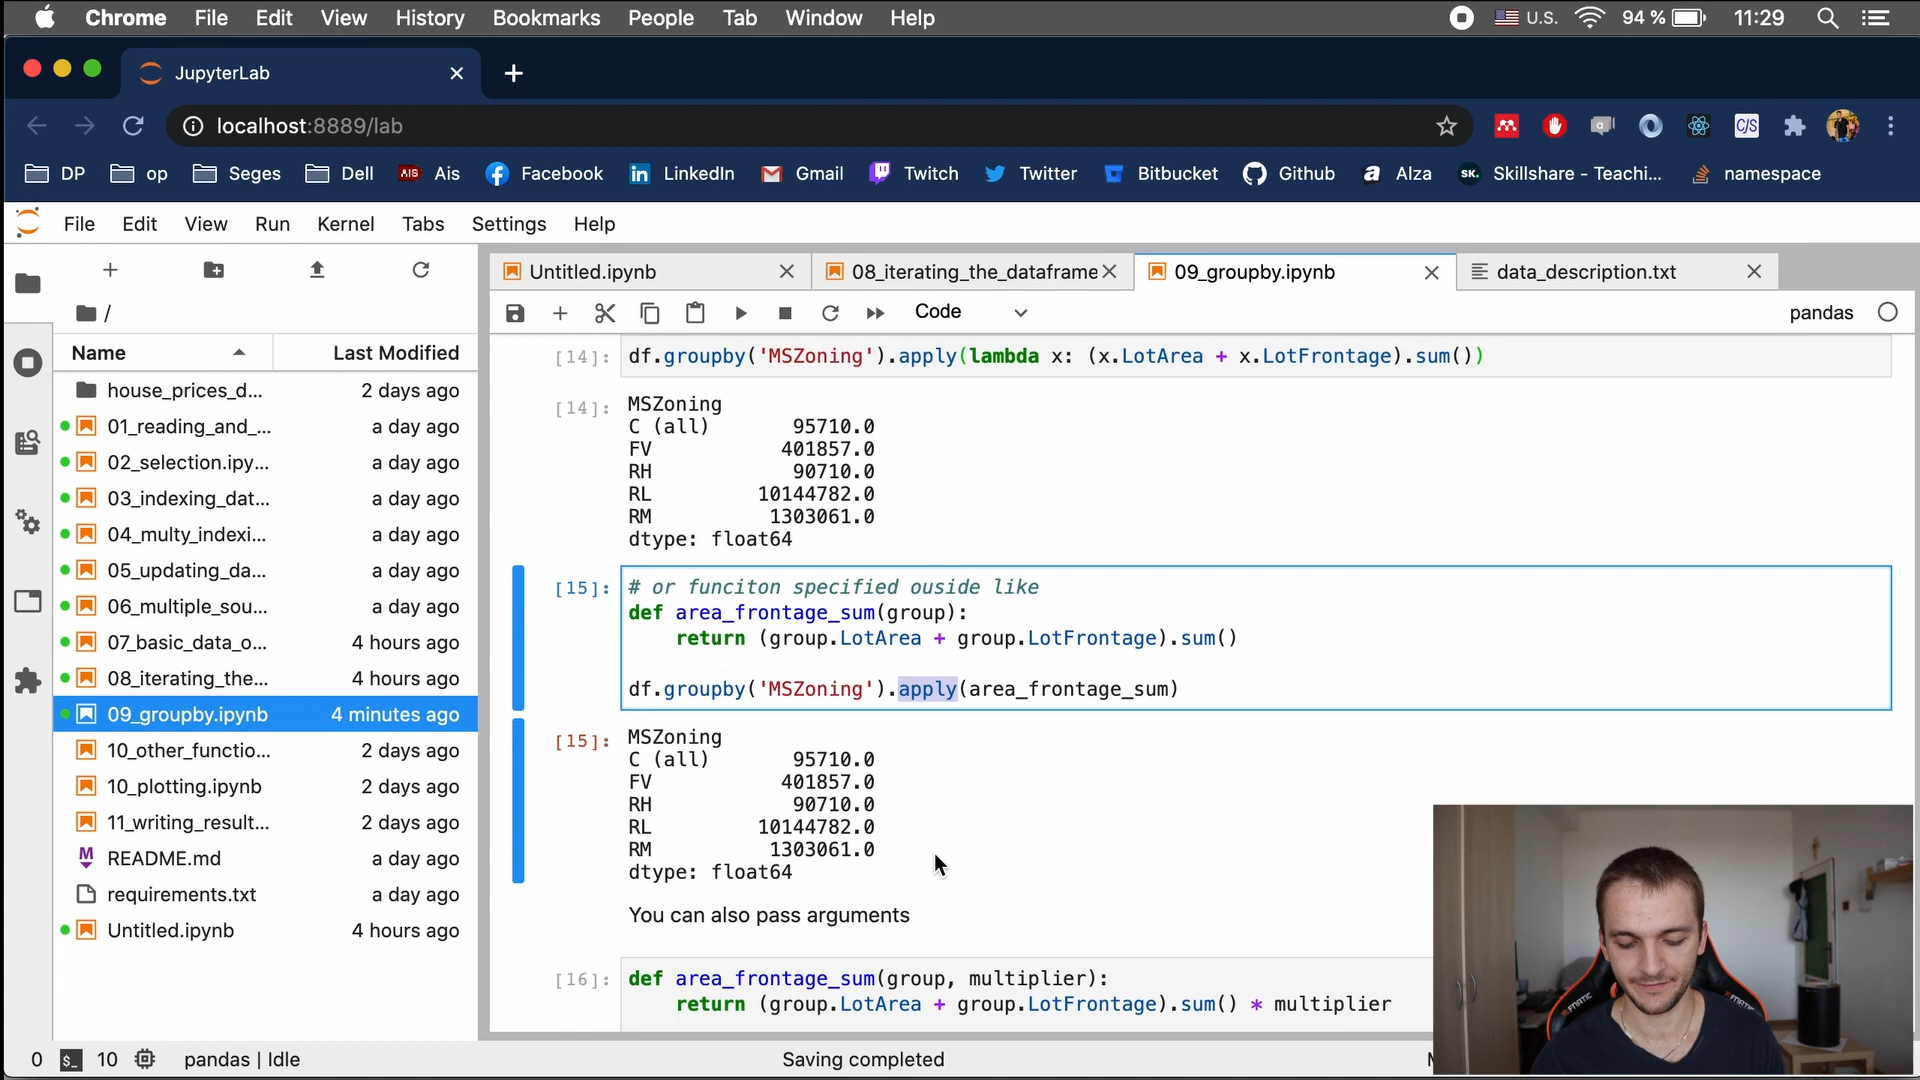 Chrome File Edit View History Bookmarks People Tab Window Help U.S. 94 % 11:29
JupyterLab
localhost:8889/lab
DP op Seges Dell AIS Ais Facebook LinkedIn Gmail Twitch Twitter Bitbucket Github Alza SK. Skillshare - Teachi... namespace
File Edit View Run Kernel Tabs Settings Help
Untitled.ipynb 08_iterating_the_dataframe 09_groupby.ipynb data_description.txt
/
Code pandas
Name Last Modified
house_prices_d... 2 days ago
01_reading_and_... a day ago
02_selection.ipy... a day ago
03_indexing_dat... a day ago
04_multy_indexi... a day ago
05_updating_da... a day ago
06_multiple_sou... a day ago
07_basic_data_o... 4 hours ago
08_iterating_the... 4 hours ago
09_groupby.ipynb 4 minutes ago
10_other_functio... 2 days ago
10_plotting.ipynb 2 days ago
11_writing_result... 2 days ago
README.md a day ago
requirements.txt a day ago
Untitled.ipynb 4 hours ago
[14]: df.groupby('MSZoning').apply(lambda x: (x.LotArea + x.LotFrontage).sum())
[14]: MSZoning
C (all) 95710.0
FV 401857.0
RH 90710.0
RL 10144782.0
RM 1303061.0
dtype: float64
[15]: # or funciton specified ouside like
def area_frontage_sum(group):
return (group.LotArea + group.LotFrontage).sum()
df.groupby('MSZoning').apply(area_frontage_sum)
[15]: MSZoning
C (all) 95710.0
FV 401857.0
RH 90710.0
RL 10144782.0
RM 1303061.0
dtype: float64
You can also pass arguments
[16]: def area_frontage_sum(group, multiplier):
return (group.LotArea + group.LotFrontage).sum() * multiplier
0 10 pandas | Idle Saving completed